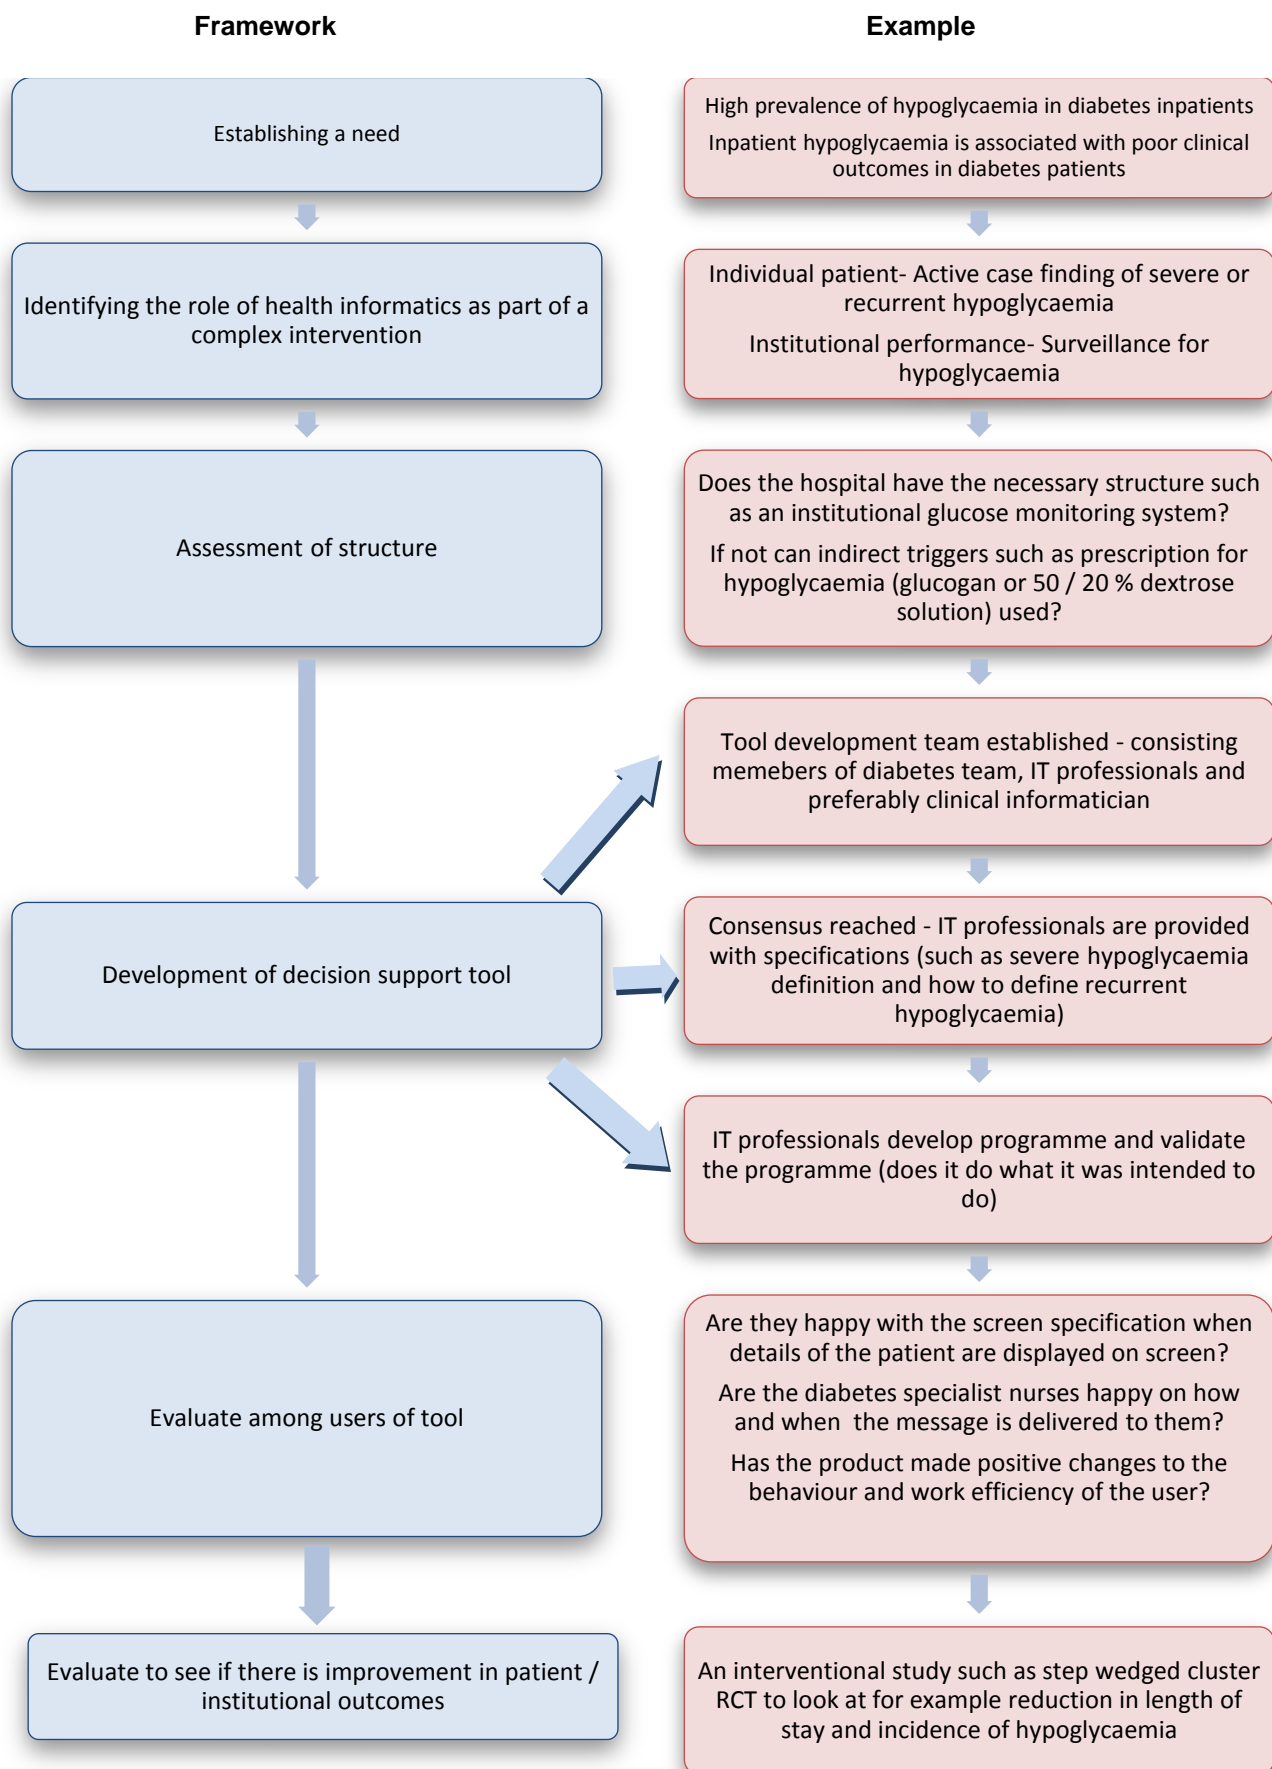 Framework
Example
Establishing a need
High prevalence of hypoglycaemia in diabetes inpatients
Inpatient hypoglycaemia is associated with poor clinical
outcomes in diabetes patients
Identifying the role of health informatics as part of a
complex intervention
Individual patient- Active case finding of severe or
recurrent hypoglycaemia
Institutional performance- Surveillance for
hypoglycaemia
Assessment of structure
Does the hospital have the necessary structure such
as an institutional glucose monitoring system?
If not can indirect triggers such as prescription for
hypoglycaemia (glucogan or 50 / 20 % dextrose
solution) used?
Tool development team established - consisting
memebers of diabetes team, IT professionals and
preferably clinical informatician
Development of decision support tool
Consensus reached - IT professionals are provided
with specifications (such as severe hypoglycaemia
definition and how to define recurrent
hypoglycaemia)
IT professionals develop programme and validate
the programme (does it do what it was intended to
do)
Evaluate among users of tool
Are they happy with the screen specification when
details of the patient are displayed on screen?
Are the diabetes specialist nurses happy on how
and when  the message is delivered to them?
Has the product made positive changes to the
behaviour and work efficiency of the user?
Evaluate to see if there is improvement in patient /
institutional outcomes
An interventional study such as step wedged cluster
RCT to look at for example reduction in length of
stay and incidence of hypoglycaemia